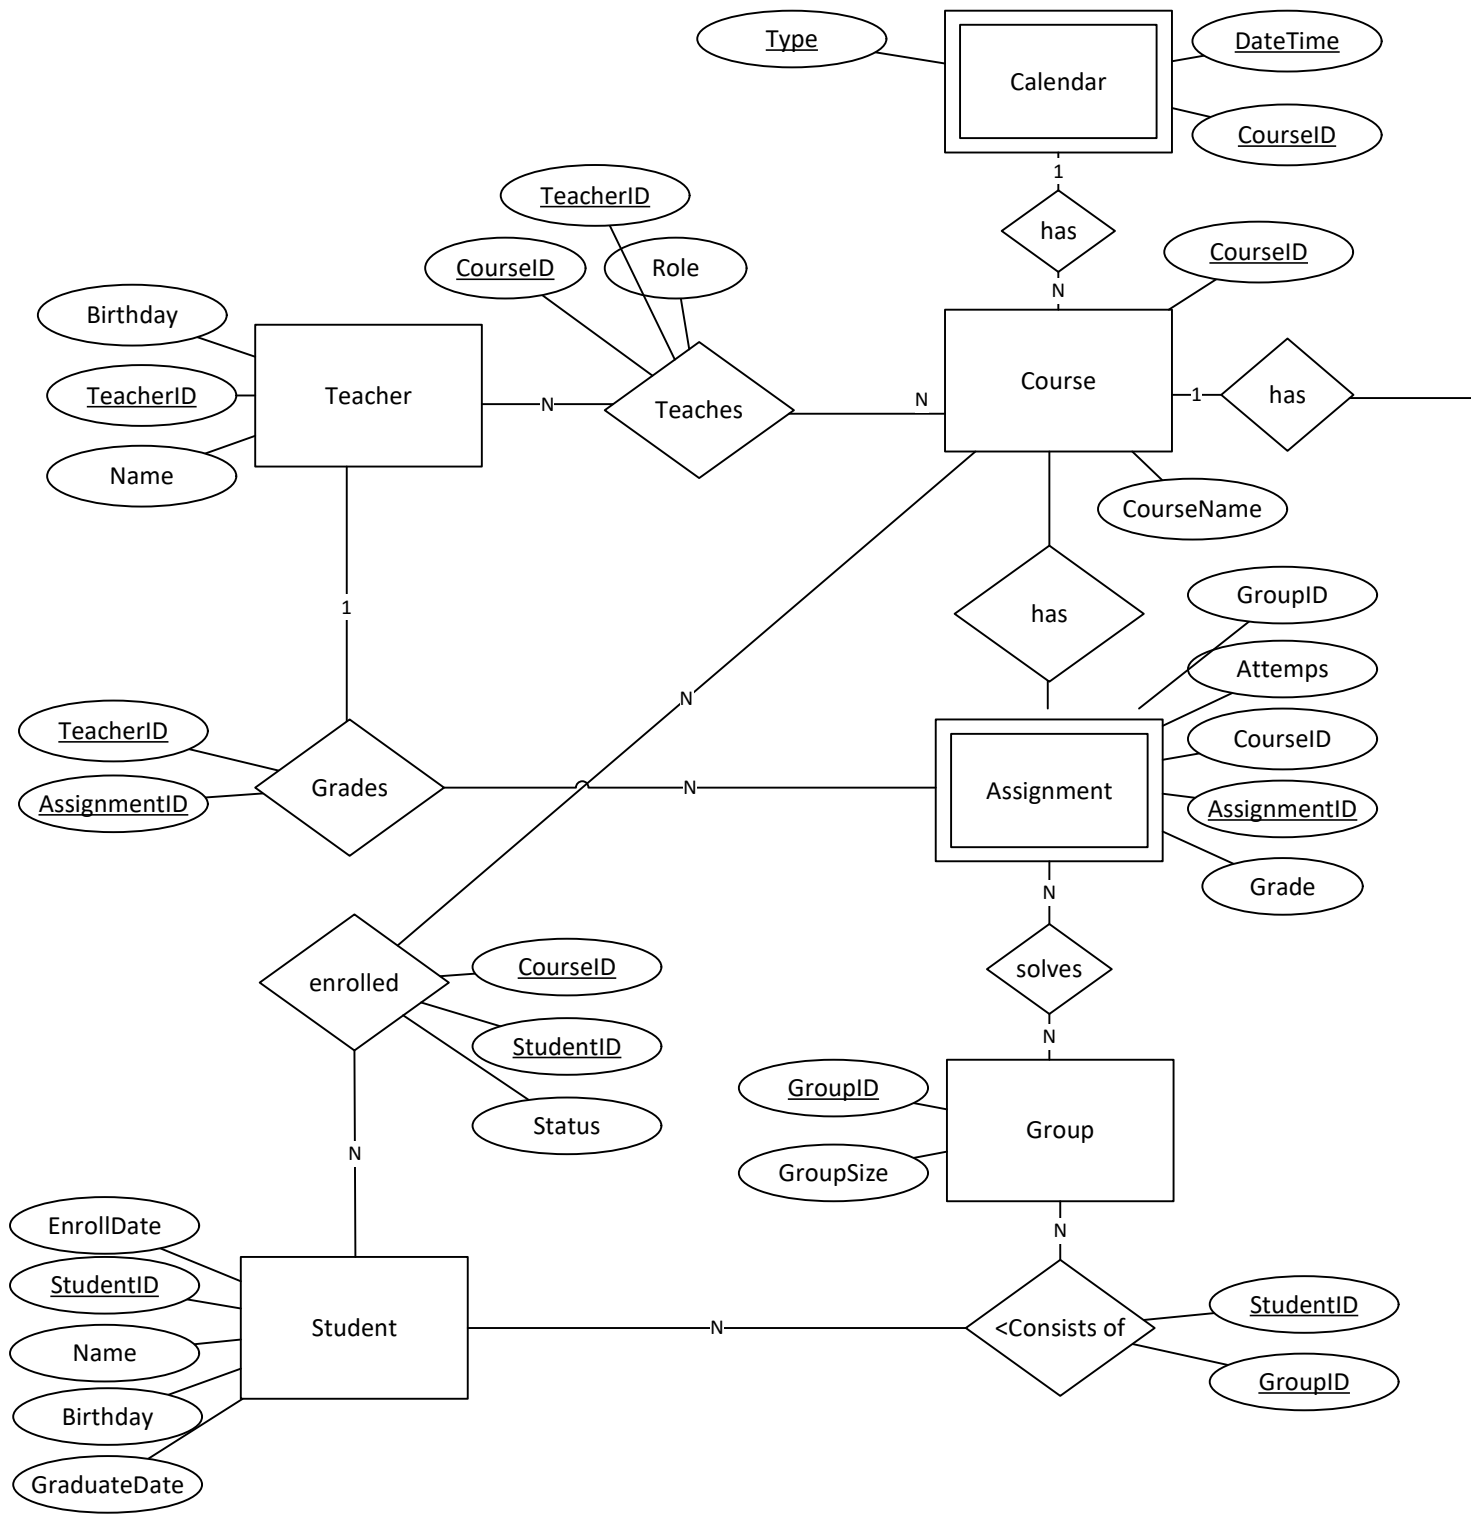 Type
Calendar
DateTime
CourseID
1
has
N
TeacherID
CourseID
Role
CourseID
Birthday
TeacherID
Name
Teacher
N
Teaches
N
Course
1
has
CourseName
1
has
GroupID
Attemps
CourseID
AssignmentID
Grade
N
TeacherID
AssignmentID
Grades
N
Assignment
N
solves
N
enrolled
CourseID
StudentID
Status
N
GroupID
GroupSize
Group
N
EnrollDate
StudentID
Name
Birthday
GraduateDate
Student
N
<Consists of
StudentID
GroupID